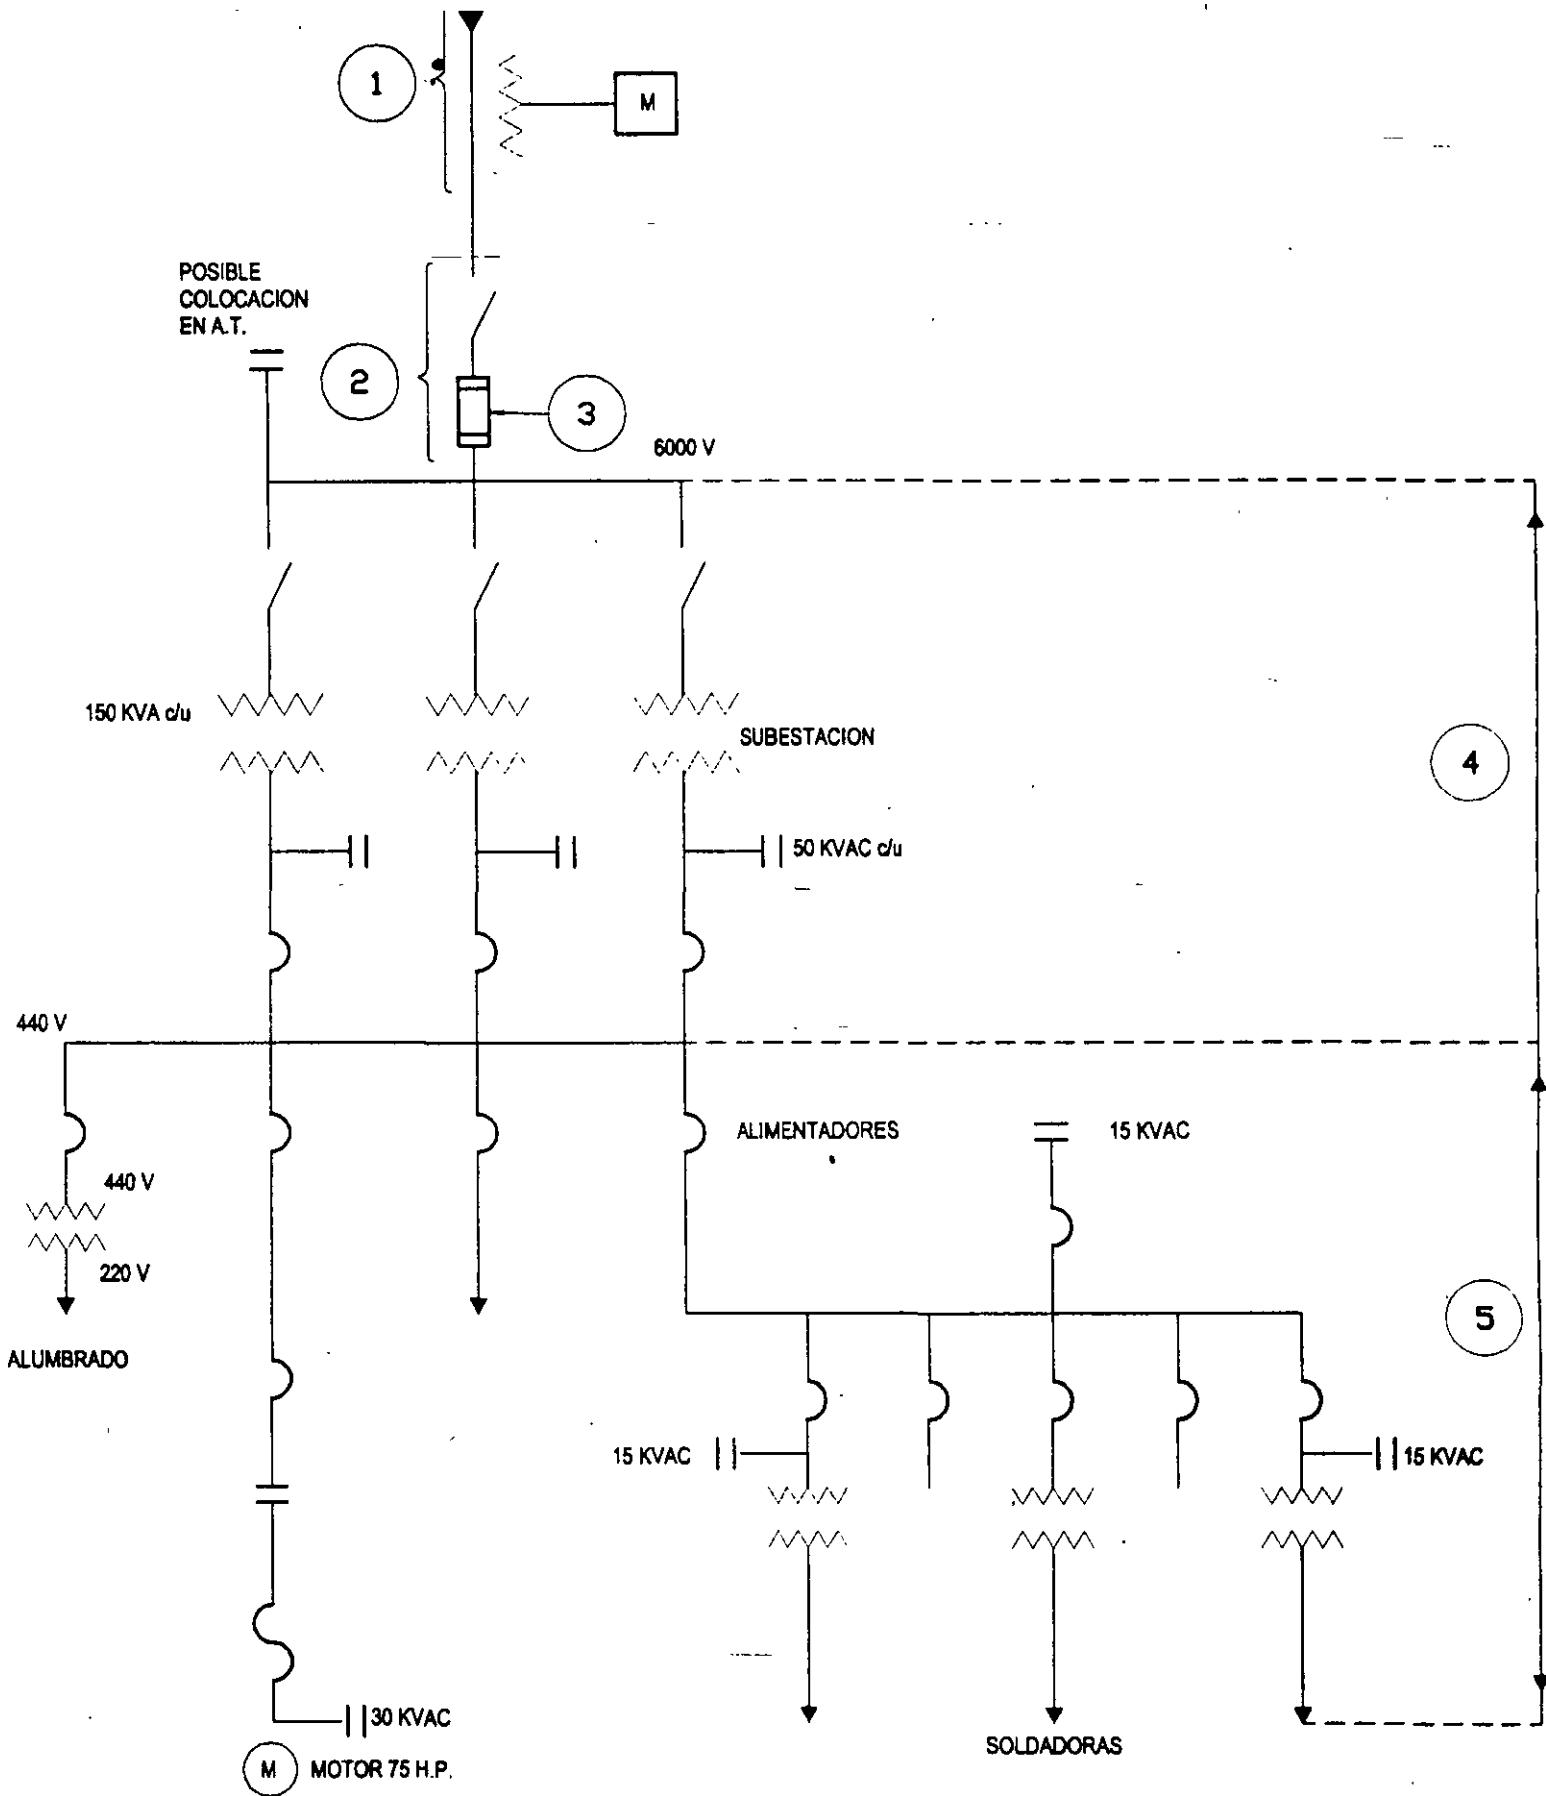 1
M
POSIBLE
COLOCACION
EN A.T.
2
3
6000 V
150 KVA c/u
SUBESTACION
4
50 KVAC c/u
440 V
ALIMENTADORES
15 KVAC
440 V
220 V
5
ALUMBRADO
15 KVAC
15 KVAC
30 KVAC
SOLDADORAS
M
MOTOR 75 H.P.